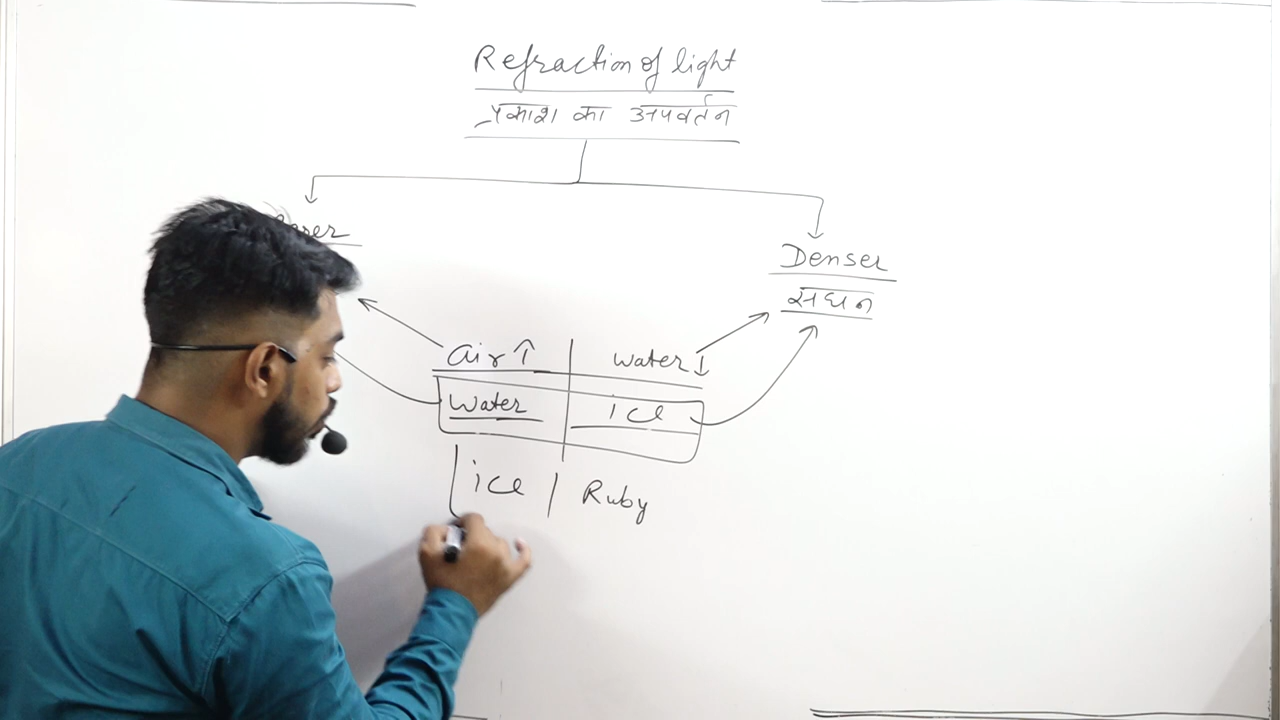 Refraction of light
प्रकाश का अपवर्तन
Denser
सघन
Air ↑ | water ↓
Water | ice
ice | Ruby